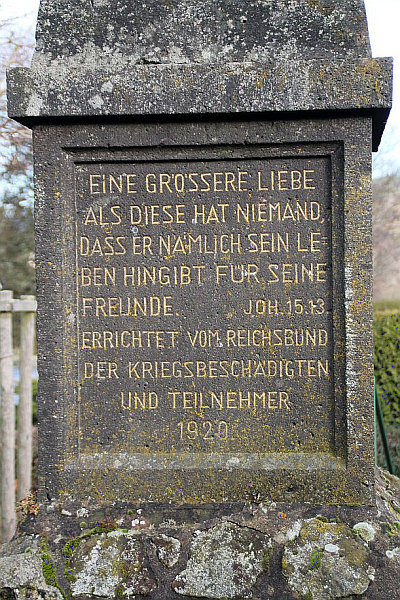 EINE GRÖSSERE LIEBE
ALS DIESE HAT NIEMAND,
DASS ER NÄMLICH SEIN LE-
BEN HINGIBT FÜR SEINE
FREUNDE. JOH. 15.13
ERRICHTET VOM REICHSBUND
DER KRIEGSBESCHÄDIGTEN
UND TEILNEHMER
1920